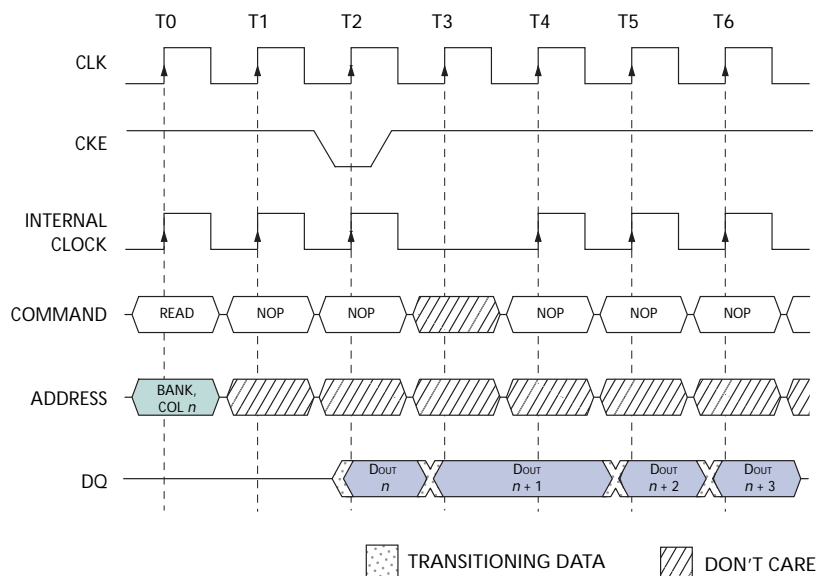 T0 T1 T2 T3 T4 T5 T6
CLK
CKE
INTERNAL
CLOCK
COMMAND
READ NOP NOP NOP NOP NOP
ADDRESS
BANK,
COL n
DQ
DOUT
n
DOUT
n + 1
DOUT
n + 2
DOUT
n + 3
TRANSITIONING DATA
DON'T CARE